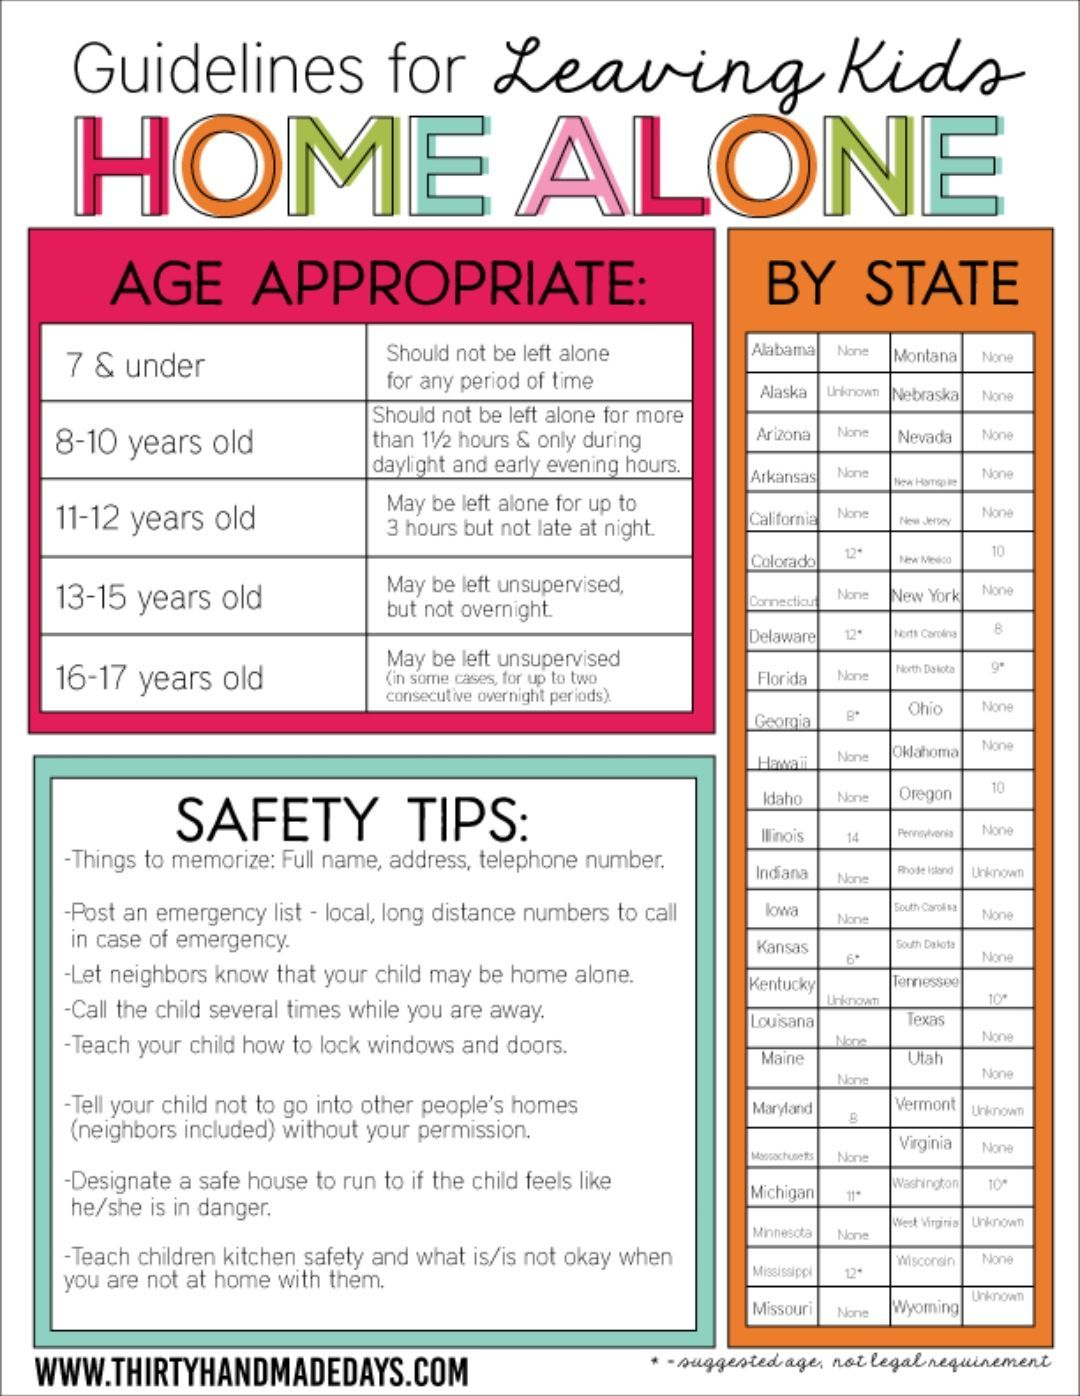 Guidelines for Leaving Kids
HOME ALONE
AGE APPROPRIATE:
7 & under
Should not be left alone
for any period of time
8-10 years old
Should not be left alone for more
than 1½ hours & only during
daylight and early evening hours.
11-12 years old
May be left alone for up to
3 hours but not late at night.
13-15 years old
May be left unsupervised,
but not overnight.
16-17 years old
May be left unsupervised
(in some cases, for up to two
consecutive overnight periods).
SAFETY TIPS:
-Things to memorize: Full name, address, telephone number.
-Post an emergency list - local, long distance numbers to call
in case of emergency.
-Let neighbors know that your child may be home alone.
-Call the child several times while you are away.
-Teach your child how to lock windows and doors.
-Tell your child not to go into other people's homes
(neighbors included) without your permission.
-Designate a safe house to run to if the child feels like
he/she is in danger.
-Teach children kitchen safety and what is/is not okay when
you are not at home with them.
BY STATE
Alabama None Montana None
Alaska Unknown Nebraska None
Arizona None Nevada None
Arkansas None New Hampsire None
California None New Jersey None
Colorado 12* New Mexico 10
Connecticut None New York None
Delaware 12* North Carolina 8
Florida None North Dakota 9*
Georgia 8* Ohio None
Hawaii None Oklahoma None
Idaho None Oregon 10
Illinois 14 Pennsylvania None
Indiana None Rhode Island Unknown
Iowa None South Carolina None
Kansas 6* South Dakota None
Kentucky Unknown Tennessee 10*
Louisana None Texas None
Maine None Utah None
Maryland 8 Vermont Unknown
Massachusetts None Virginia None
Michigan 11* Washington 10*
Minnesota None West Virginia Unknown
Mississippi 12* Wisconsin None
Missouri None Wyoming Unknown
WWW.THIRTYHANDMADEDAYS.COM
* - suggested age, not legal requirement